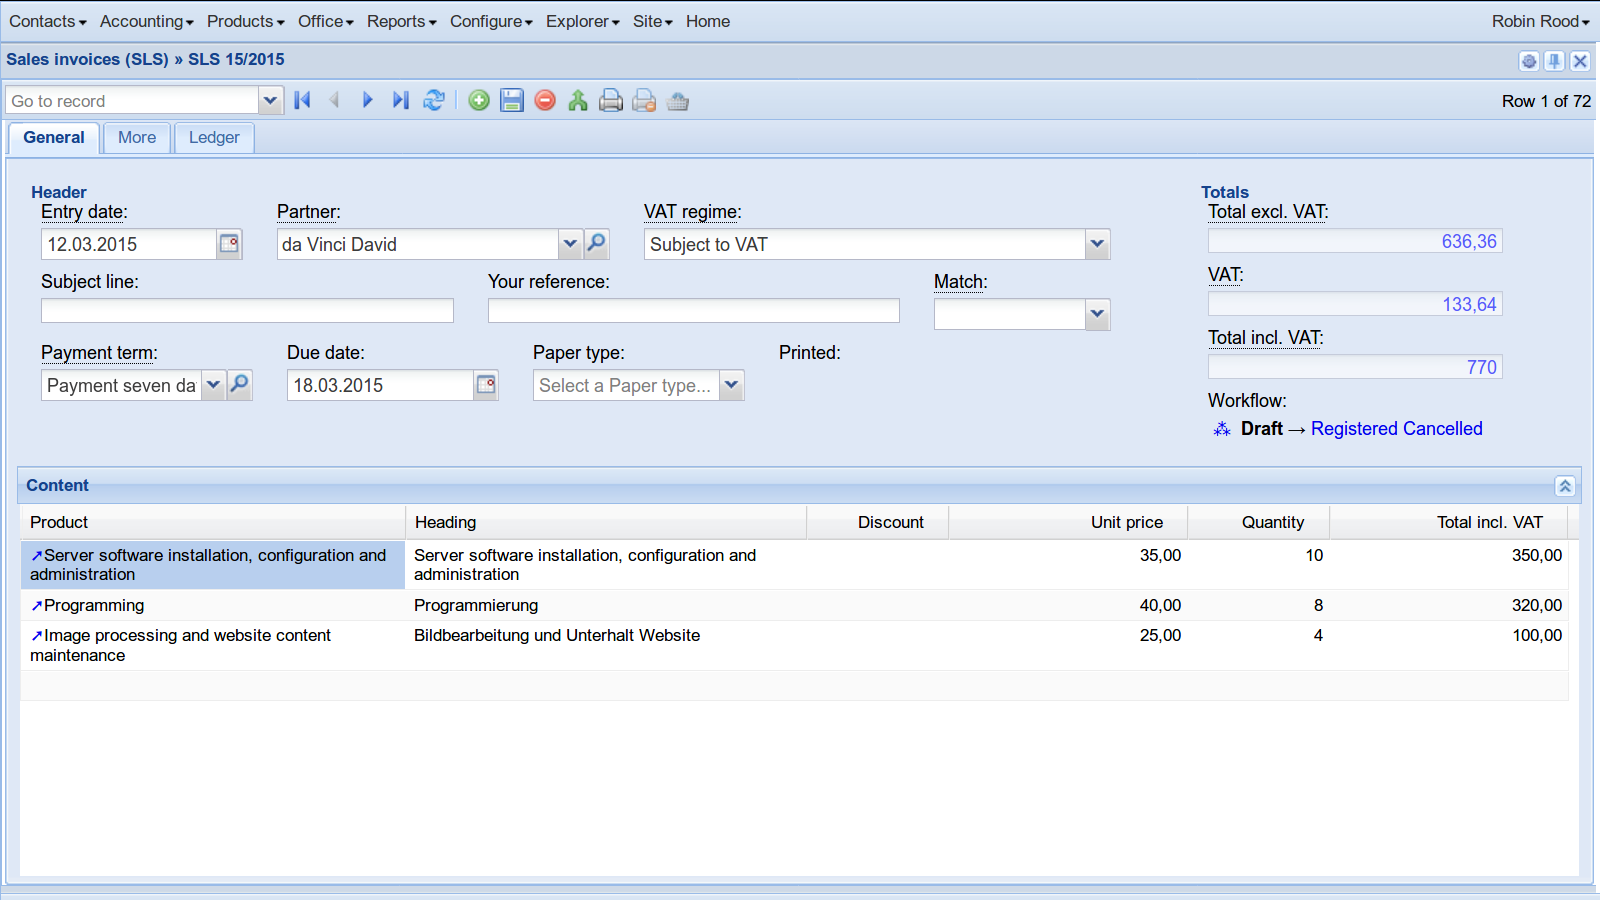 Contacts Accounting Products Office Reports Configure Explorer Site Home Robin Rood
Sales invoices (SLS) » SLS 15/2015
Go to record Row 1 of 72
General More Ledger
Header Totals
Entry date: Partner: VAT regime: Total excl. VAT:
12.03.2015 da Vinci David Subject to VAT 636,36
Subject line: Your reference: Match: VAT:
133,64
Payment term: Due date: Paper type: Printed: Total incl. VAT:
Payment seven da 18.03.2015 Select a Paper type... 770
Workflow:
Draft → Registered Cancelled
Content
Product Heading Discount Unit price Quantity Total incl. VAT
↗Server software installation, configuration and Server software installation, configuration and 35,00 10 350,00
administration administration
↗Programming Programmierung 40,00 8 320,00
↗Image processing and website content Bildbearbeitung und Unterhalt Website 25,00 4 100,00
maintenance